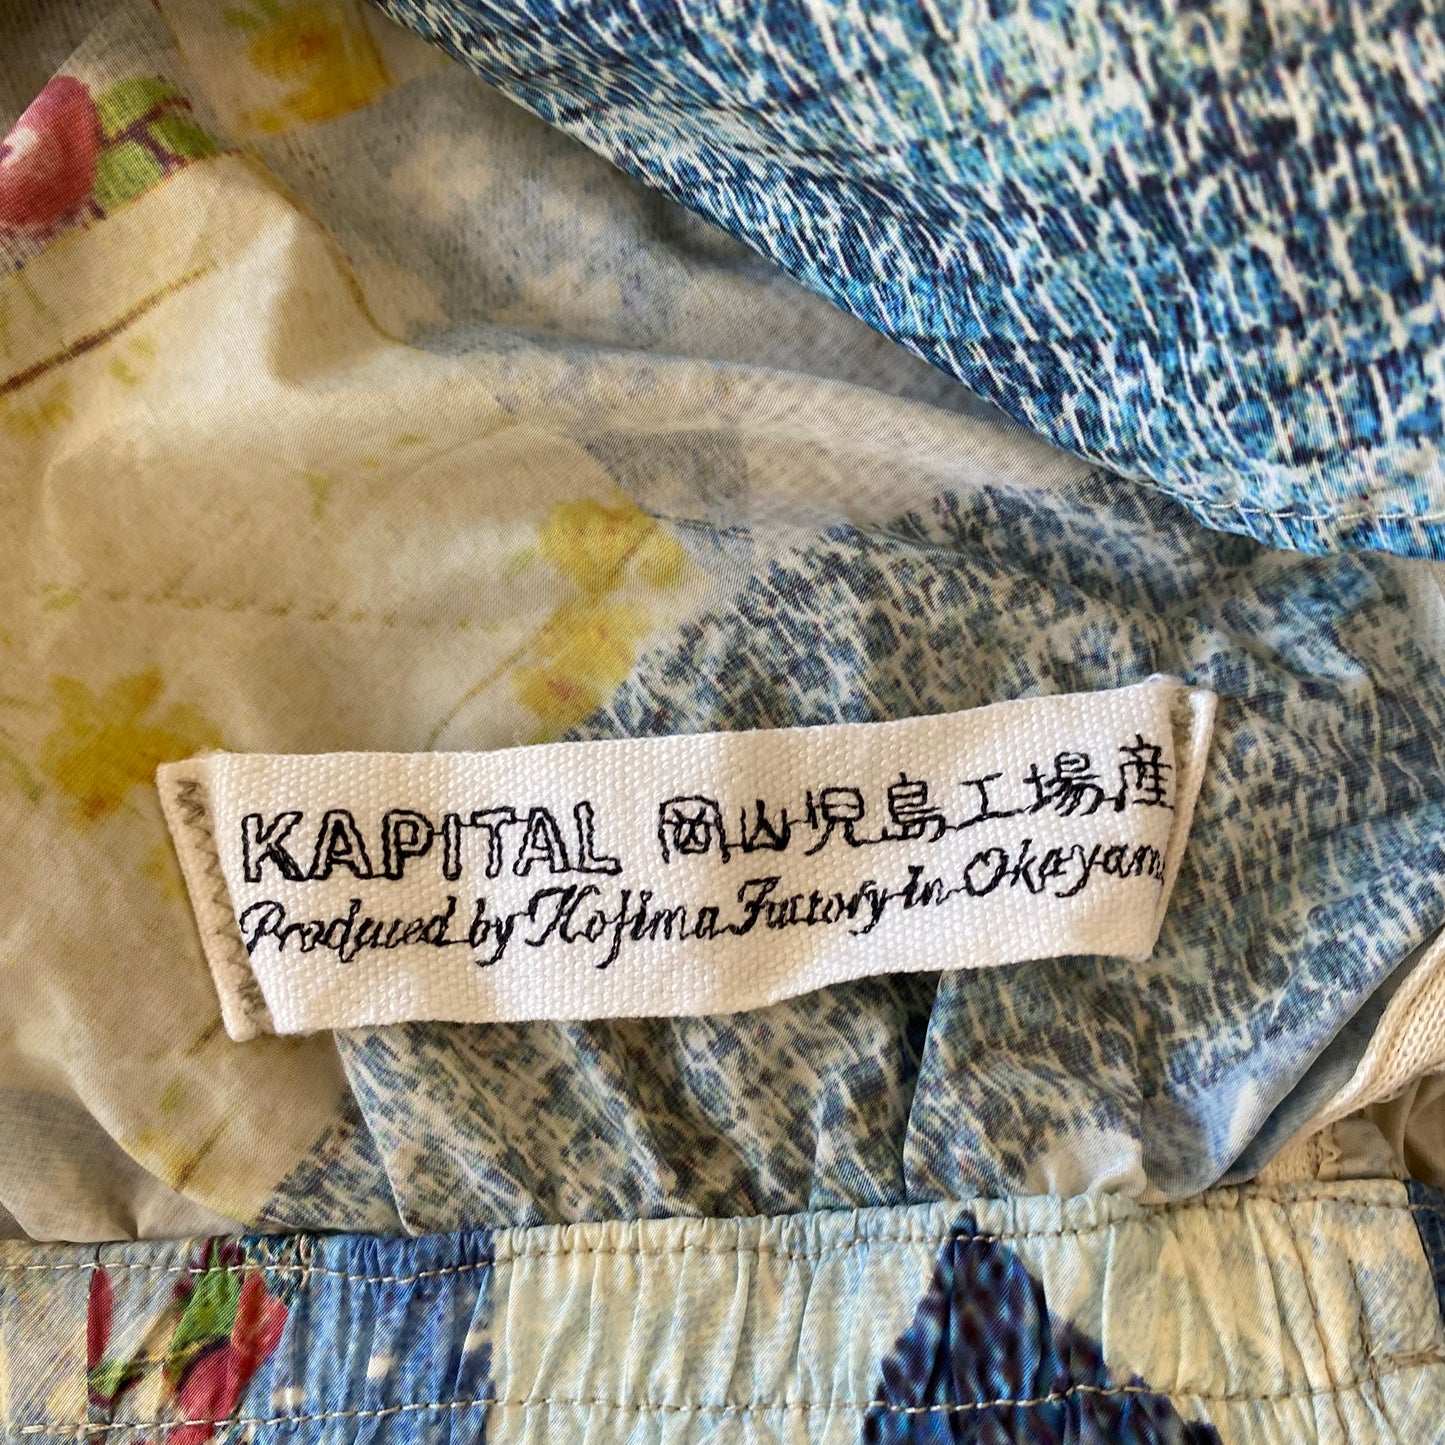 KAPITAL 岡山児島工場産
Produced by Kojima Factory in Okayama